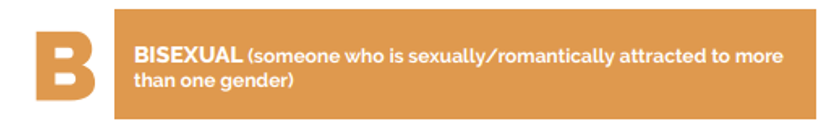 B
BISEXUAL (someone who is sexually/romantically attracted to more
than one gender)